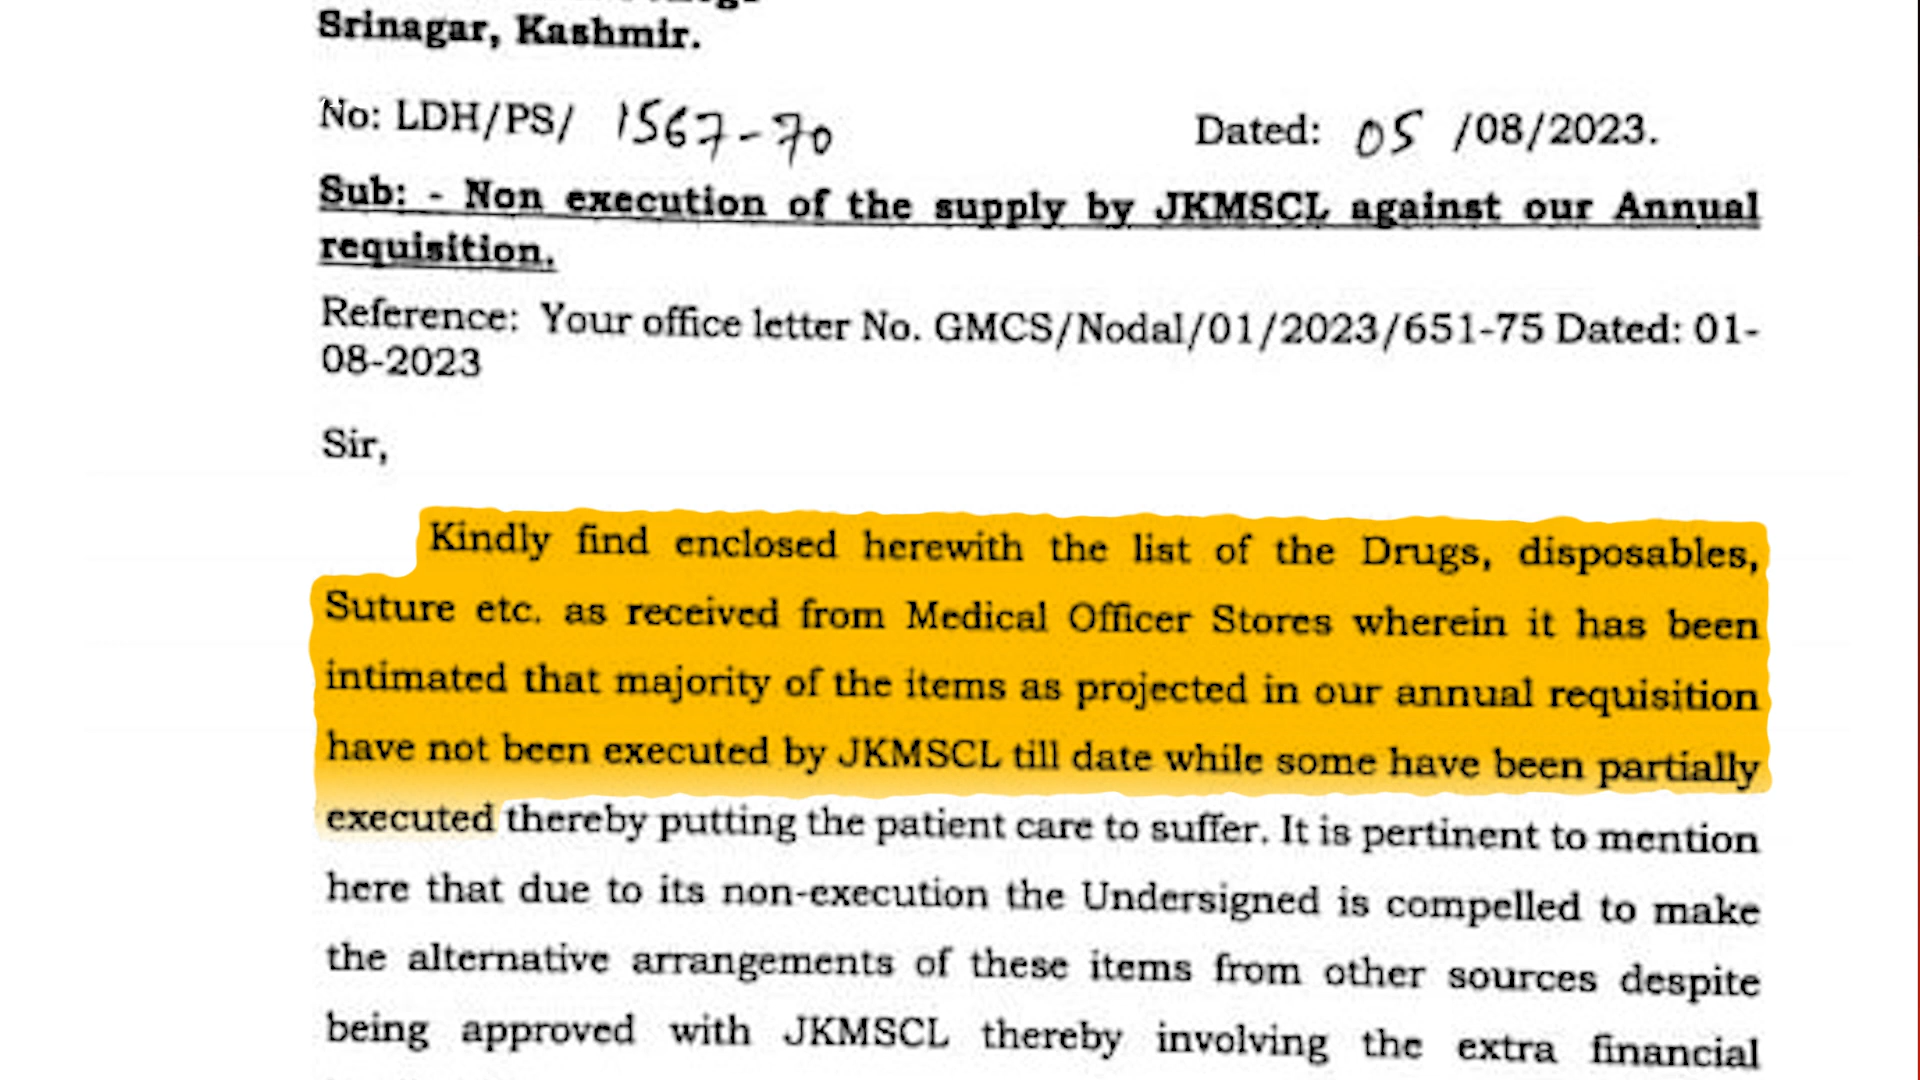 Srinagar, Kashmir.
No: LDH/PS/ 1567-70 Dated: 05 /08/2023.
Sub: - Non execution of the supply by JKMSCL against our Annual
requisition.
Reference: Your office letter No. GMCS/Nodal/01/2023/651-75 Dated: 01-
08-2023
Sir,
Kindly find enclosed herewith the list of the Drugs, disposables,
Suture etc. as received from Medical Officer Stores wherein it has been
intimated that majority of the items as projected in our annual requisition
have not been executed by JKMSCL till date while some have been partially
executed thereby putting the patient care to suffer. It is pertinent to mention
here that due to its non-execution the Undersigned is compelled to make
the alternative arrangements of these items from other sources despite
being approved with JKMSCL thereby involving the extra financial